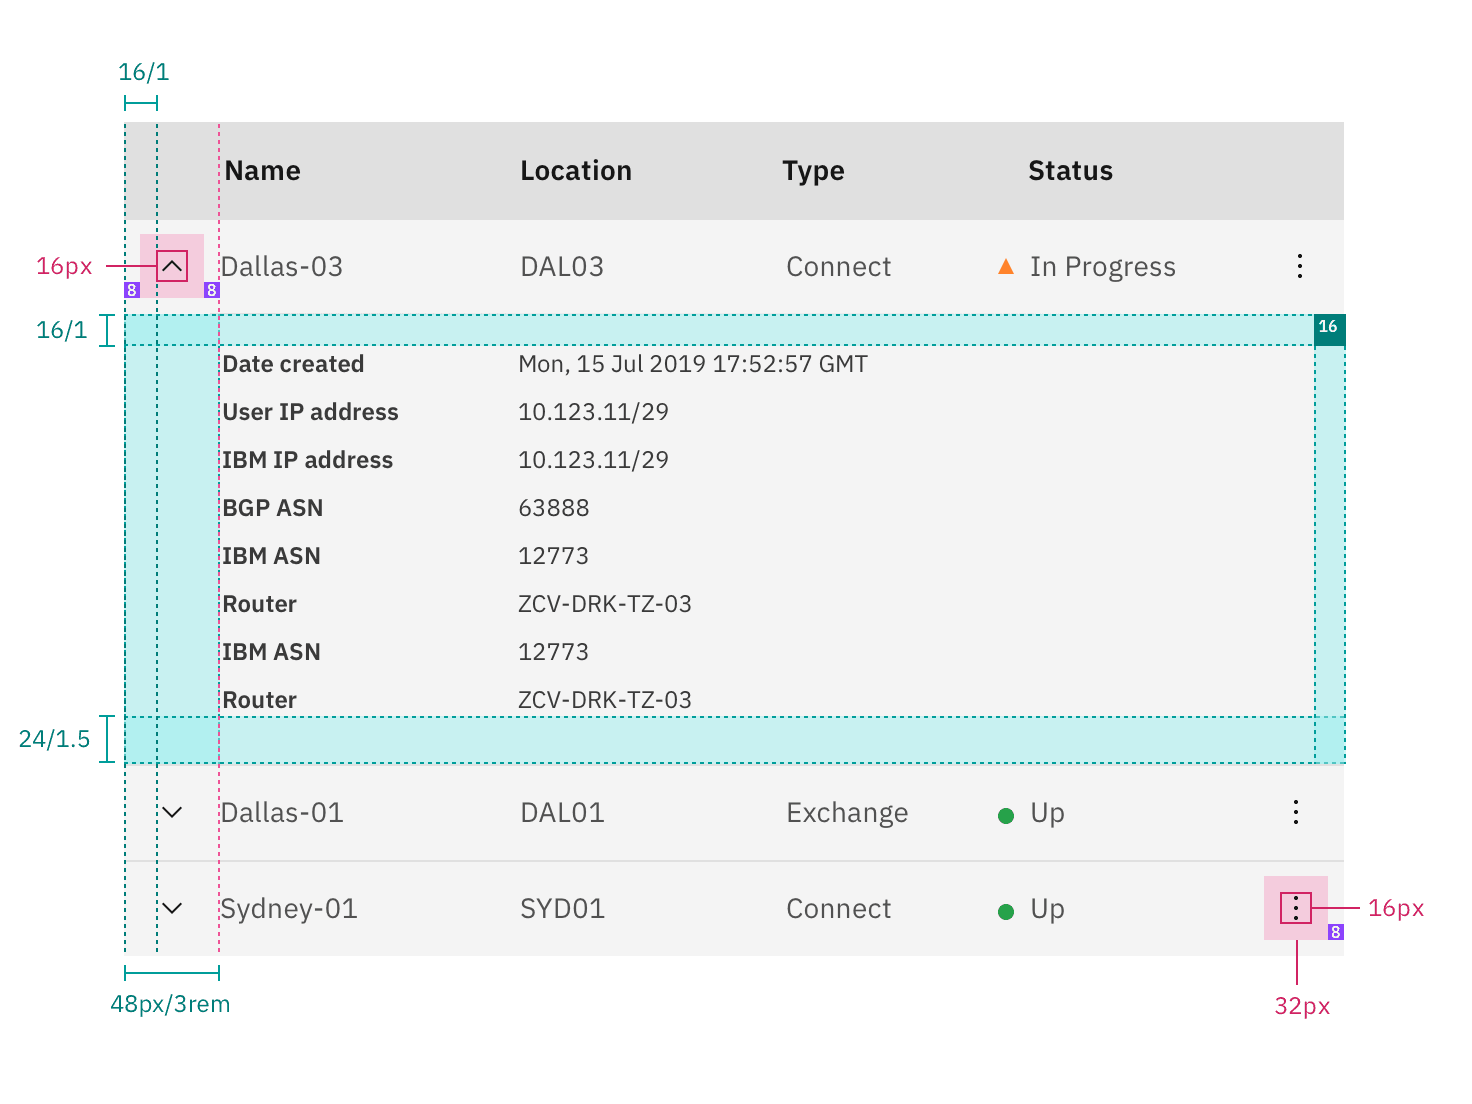 16/1
Name Location Type Status
16px Dallas-03 DAL03 Connect In Progress
8 8
16/1 16
Date created Mon, 15 Jul 2019 17:52:57 GMT
User IP address 10.123.11/29
IBM IP address 10.123.11/29
BGP ASN 63888
IBM ASN 12773
Router ZCV-DRK-TZ-03
IBM ASN 12773
Router ZCV-DRK-TZ-03
24/1.5
Dallas-01 DAL01 Exchange Up
Sydney-01 SYD01 Connect Up 16px
8
48px/3rem 32px